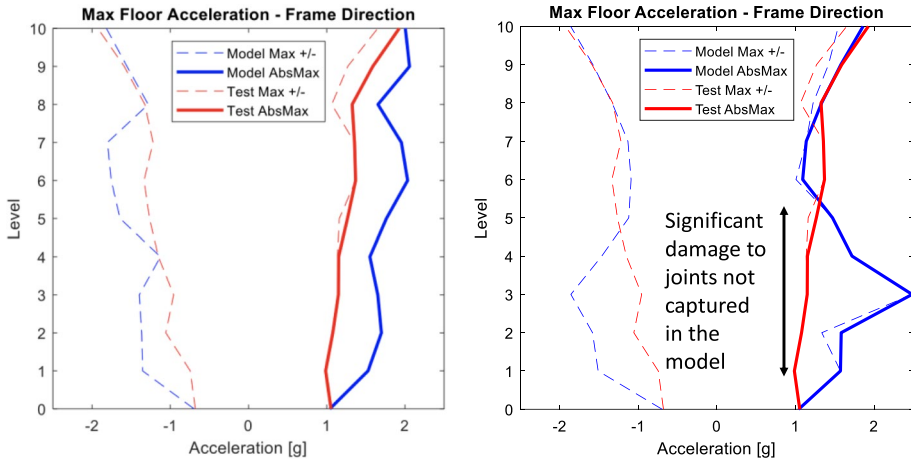 Max Floor Acceleration - Frame Direction
10
9
8
7
6
5
4
3
2
1
0
Level
-2
-1
0
1
2
Acceleration [g]
Model Max +/-
Model AbsMax
Test Max +/-
Test AbsMax
Max Floor Acceleration - Frame Direction
10
9
8
7
6
5
4
3
2
1
0
Level
-2
-1
0
1
2
Acceleration [g]
Model Max +/-
Model AbsMax
Test Max +/-
Test AbsMax
Significant
damage to
joints not
captured
in the
model